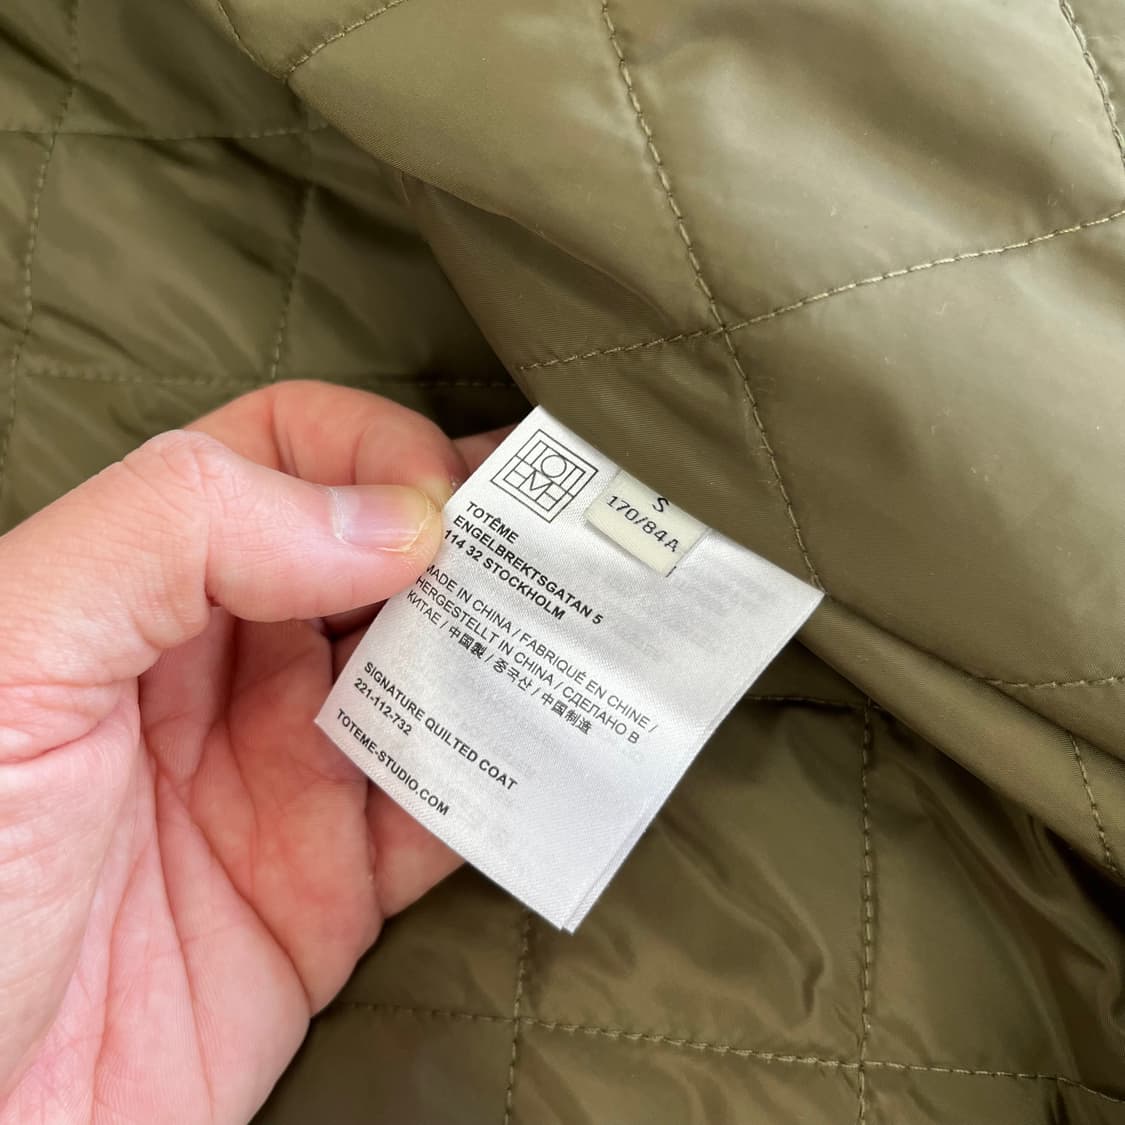 TOTÊME
S
170/84A
TOTÊME
ENGELBREKTSGATAN 5
114 32 STOCKHOLM
MADE IN CHINA / FABRIQUÉ EN CHINE /
HERGESTELLT IN CHINA / СДЕЛАНО В
КИТАЕ / 中国製 / 중국산 / 中国制造
SIGNATURE QUILTED COAT
221-112-732
TOTEME-STUDIO.COM